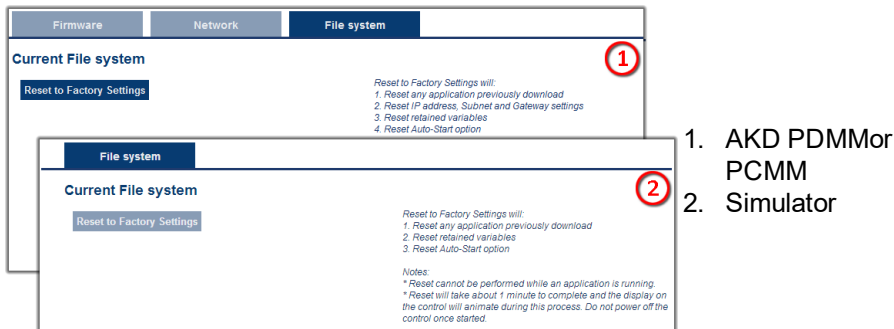 Firmware
Network
File system
Current File system
1
Reset to Factory Settings
Reset to Factory Settings will:
1. Reset any application previously download
2. Reset IP address, Subnet and Gateway settings
3. Reset retained variables
4. Reset Auto-Start option
File system
Current File system
2
Reset to Factory Settings
Reset to Factory Settings will:
1. Reset any application previously download
2. Reset retained variables
3. Reset Auto-Start option
Notes:
* Reset cannot be performed while an application is running.
* Reset will take about 1 minute to complete and the display on
the control will animate during this process. Do not power off the
control once started.
1. AKD PDMMor
PCMM
2. Simulator